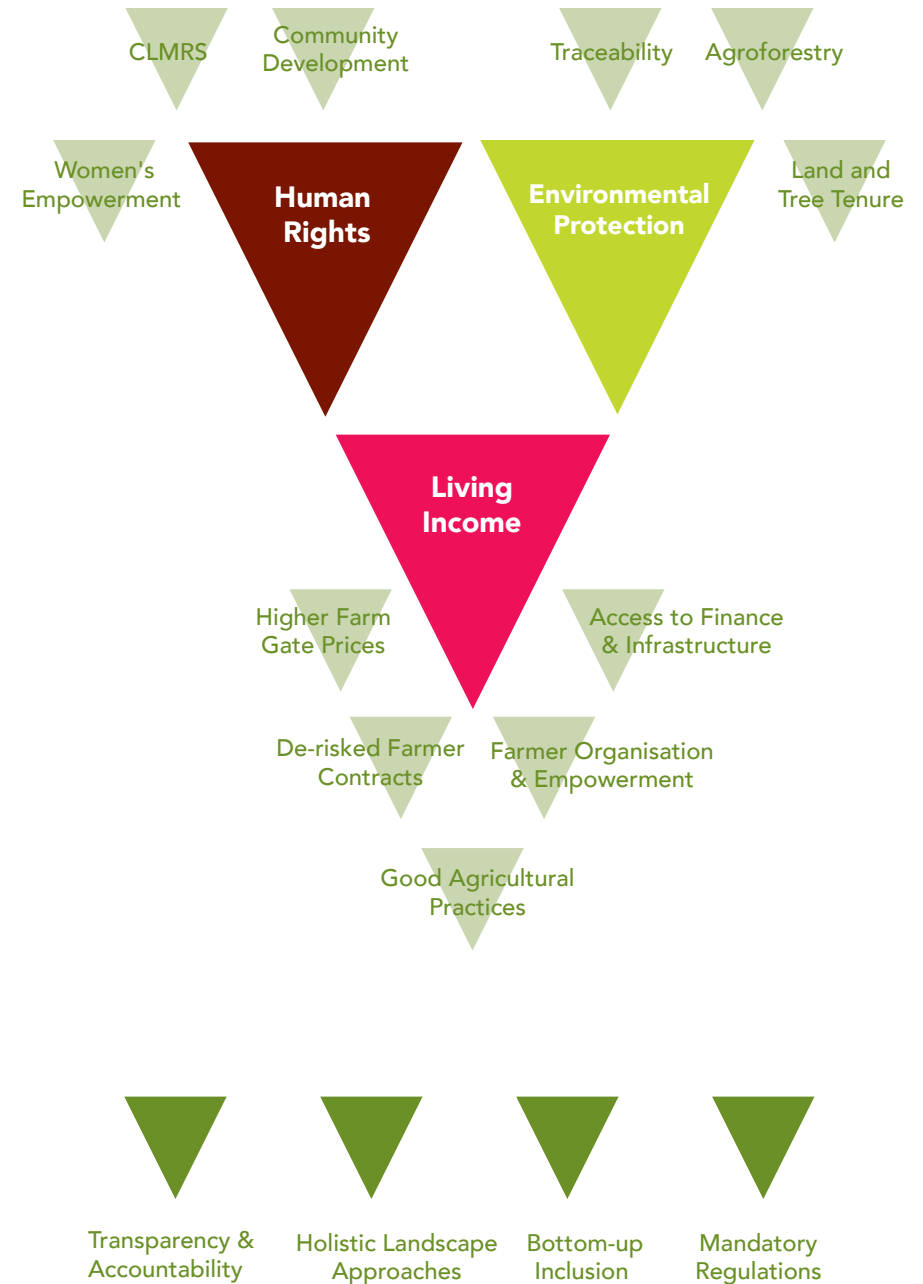 CLMRS
Community
Development
Traceability
Agroforestry
Women's
Empowerment
Human
Rights
Environmental
Protection
Land and
Tree Tenure
Living
Income
Higher Farm
Gate Prices
Access to Finance
& Infrastructure
De-risked Farmer
Contracts
Farmer Organisation
& Empowerment
Good Agricultural
Practices
Transparency &
Accountability
Holistic Landscape
Approaches
Bottom-up
Inclusion
Mandatory
Regulations